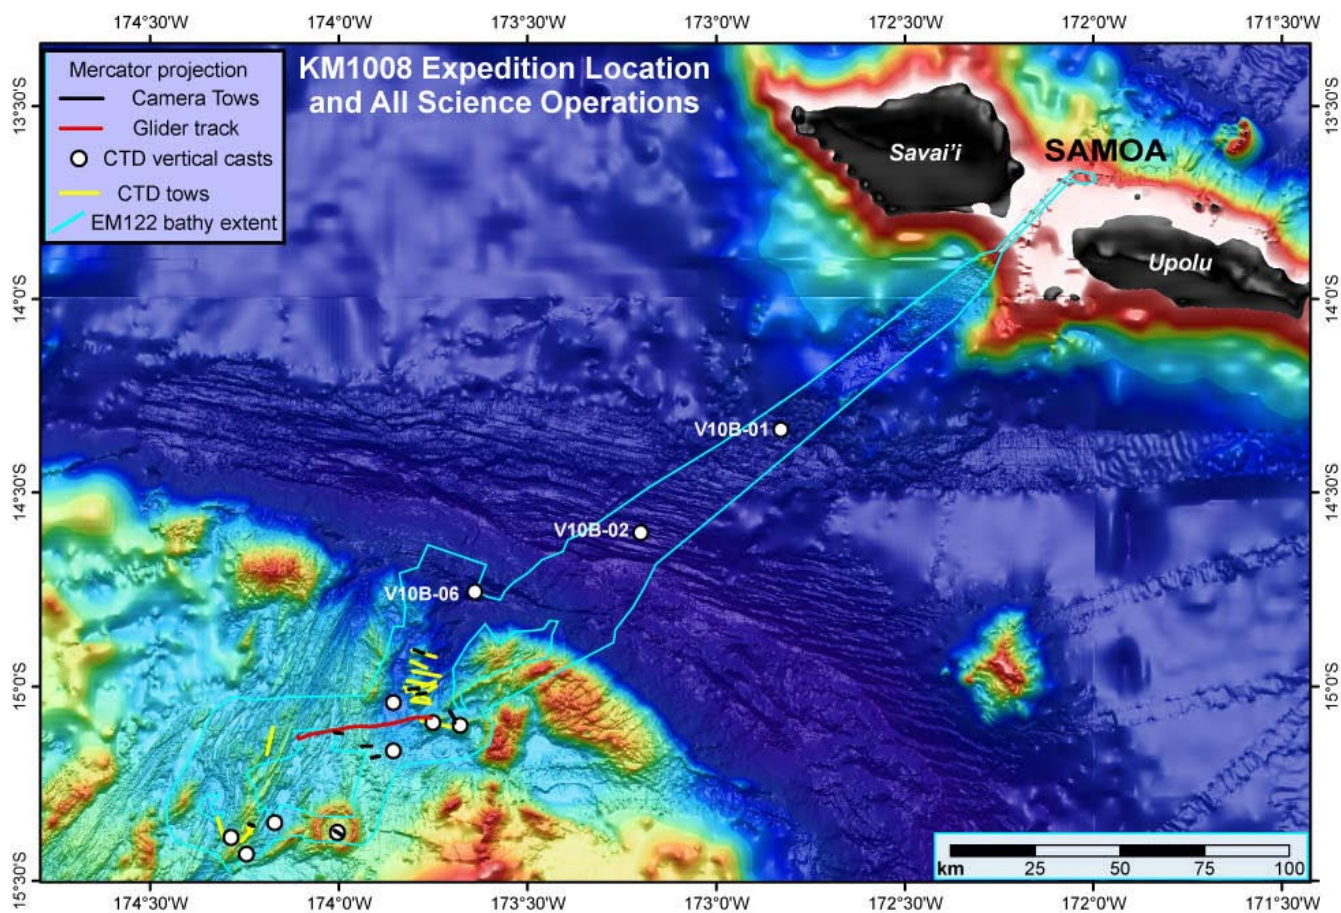 174°30'W 174°0'W 173°30'W 173°0'W 172°30'W 172°0'W 171°30'W
Mercator projection
Camera Tows
Glider track
CTD vertical casts
CTD tows
EM122 bathy extent
KM1008 Expedition Location
and All Science Operations
13°30'S
13°30'S
Savai'i
SAMOA
Upolu
14°0'S
14°0'S
V10B-01
14°30'S
14°30'S
V10B-02
V10B-06
15°0'S
15°0'S
km 25 50 75 100
15°30'S
15°30'S
174°30'W 174°0'W 173°30'W 173°0'W 172°30'W 172°0'W 171°30'W